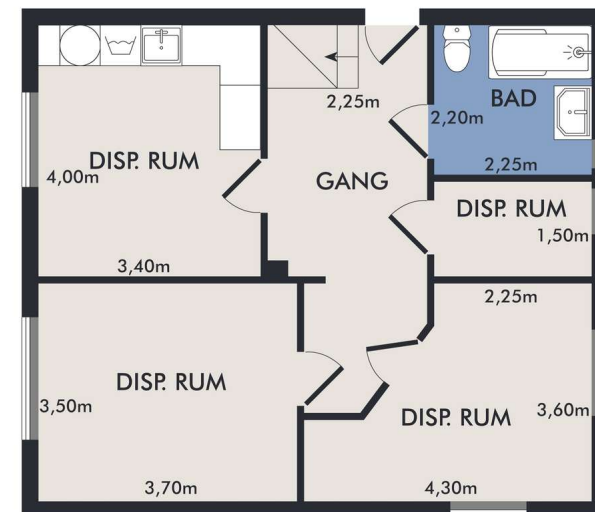 2,25m
BAD
2,20m
2,25m
DISP. RUM
4,00m
3,40m
GANG
DISP. RUM
1,50m
2,25m
DISP. RUM
3,50m
3,70m
DISP. RUM
3,60m
4,30m